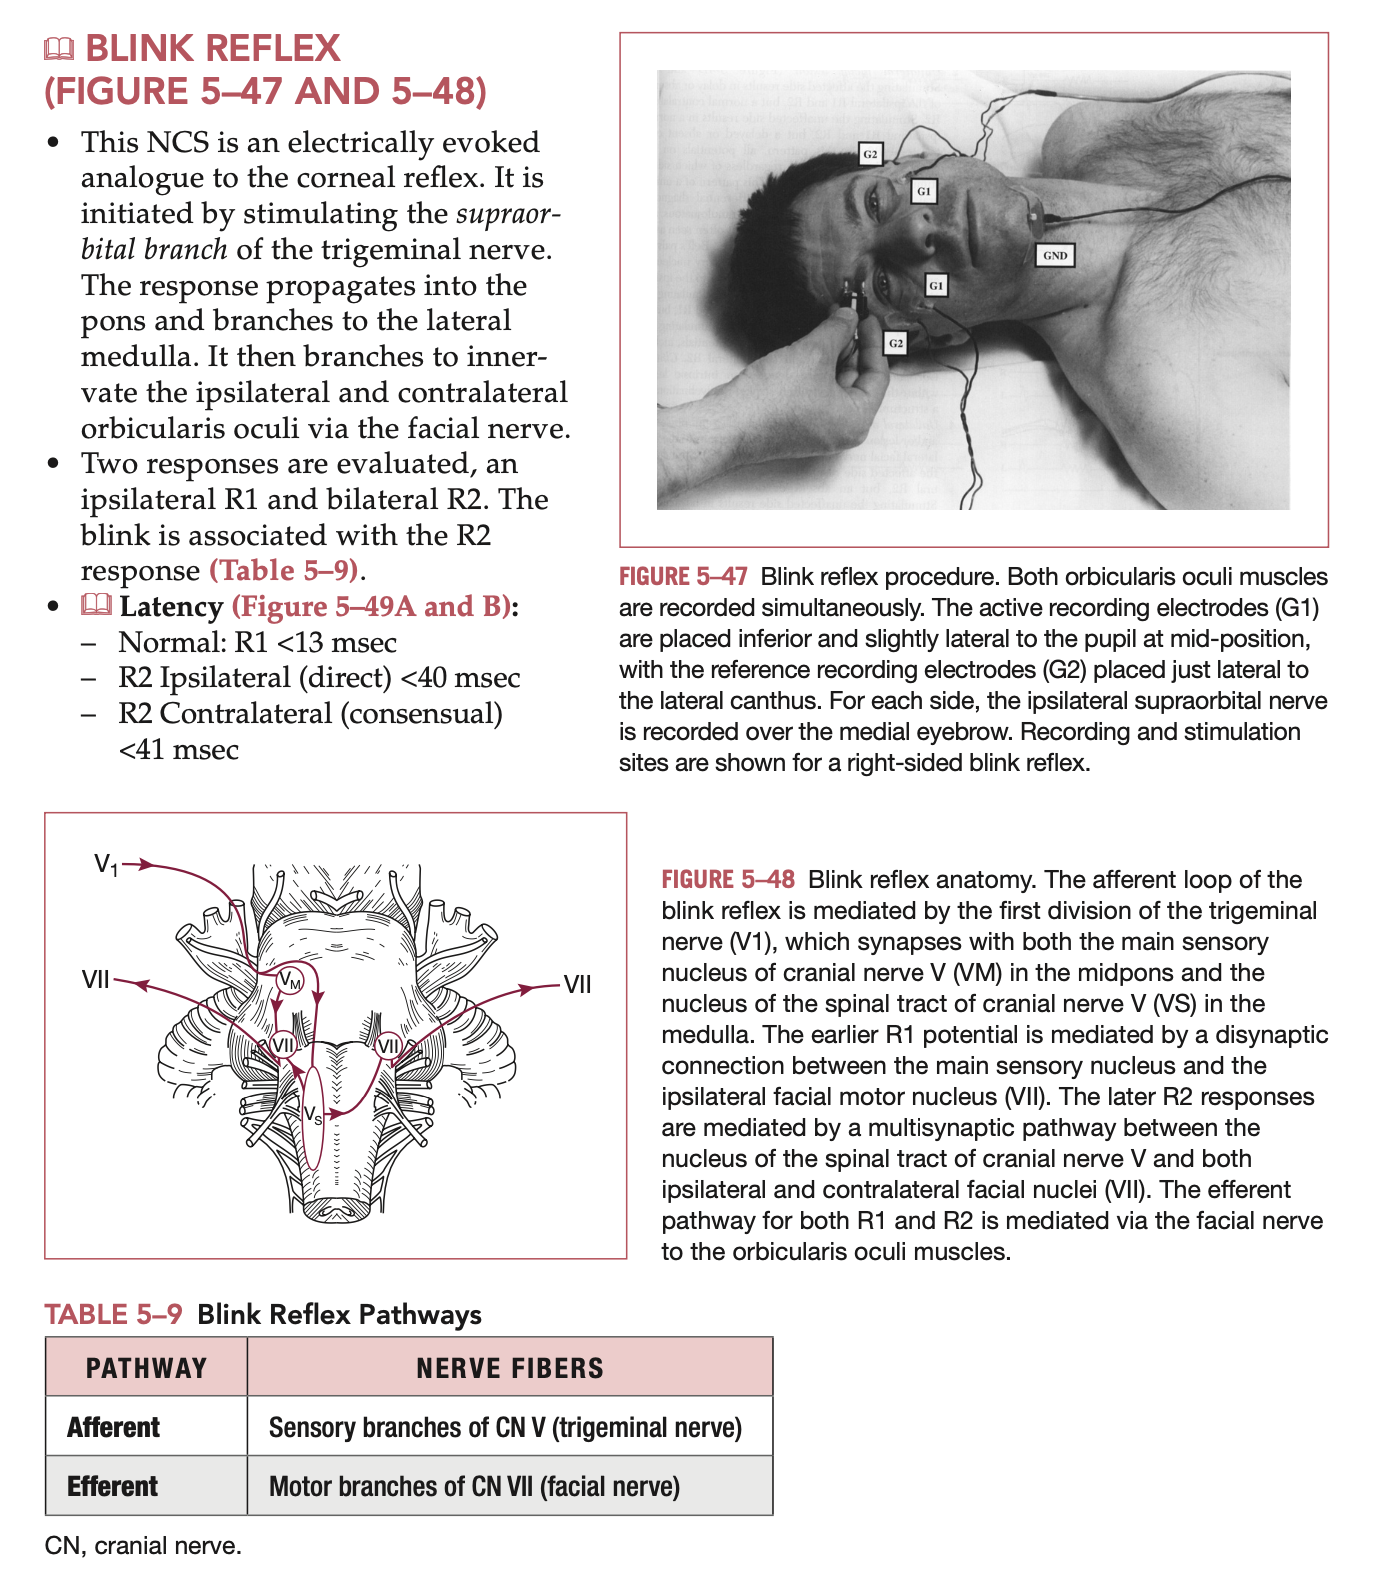 BLINK REFLEX
(FIGURE 5–47 AND 5–48)
• This NCS is an electrically evoked
analogue to the corneal reflex. It is
initiated by stimulating the supraor-
bital branch of the trigeminal nerve.
The response propagates into the
pons and branches to the lateral
medulla. It then branches to inner-
vate the ipsilateral and contralateral
orbicularis oculi via the facial nerve.
• Two responses are evaluated, an
ipsilateral R1 and bilateral R2. The
blink is associated with the R2
response (Table 5–9).
• Latency (Figure 5–49A and B):
– Normal: R1 <13 msec
– R2 Ipsilateral (direct) <40 msec
– R2 Contralateral (consensual)
<41 msec
G2
G1
GND
G1
G2
FIGURE 5–47 Blink reflex procedure. Both orbicularis oculi muscles
are recorded simultaneously. The active recording electrodes (G1)
are placed inferior and slightly lateral to the pupil at mid-position,
with the reference recording electrodes (G2) placed just lateral to
the lateral canthus. For each side, the ipsilateral supraorbital nerve
is recorded over the medial eyebrow. Recording and stimulation
sites are shown for a right-sided blink reflex.
V1
VII
VM
VII
VII
VII
VS
FIGURE 5–48 Blink reflex anatomy. The afferent loop of the
blink reflex is mediated by the first division of the trigeminal
nerve (V1), which synapses with both the main sensory
nucleus of cranial nerve V (VM) in the midpons and the
nucleus of the spinal tract of cranial nerve V (VS) in the
medulla. The earlier R1 potential is mediated by a disynaptic
connection between the main sensory nucleus and the
ipsilateral facial motor nucleus (VII). The later R2 responses
are mediated by a multisynaptic pathway between the
nucleus of the spinal tract of cranial nerve V and both
ipsilateral and contralateral facial nuclei (VII). The efferent
pathway for both R1 and R2 is mediated via the facial nerve
to the orbicularis oculi muscles.
TABLE 5–9 Blink Reflex Pathways
PATHWAY NERVE FIBERS
Afferent Sensory branches of CN V (trigeminal nerve)
Efferent Motor branches of CN VII (facial nerve)
CN, cranial nerve.